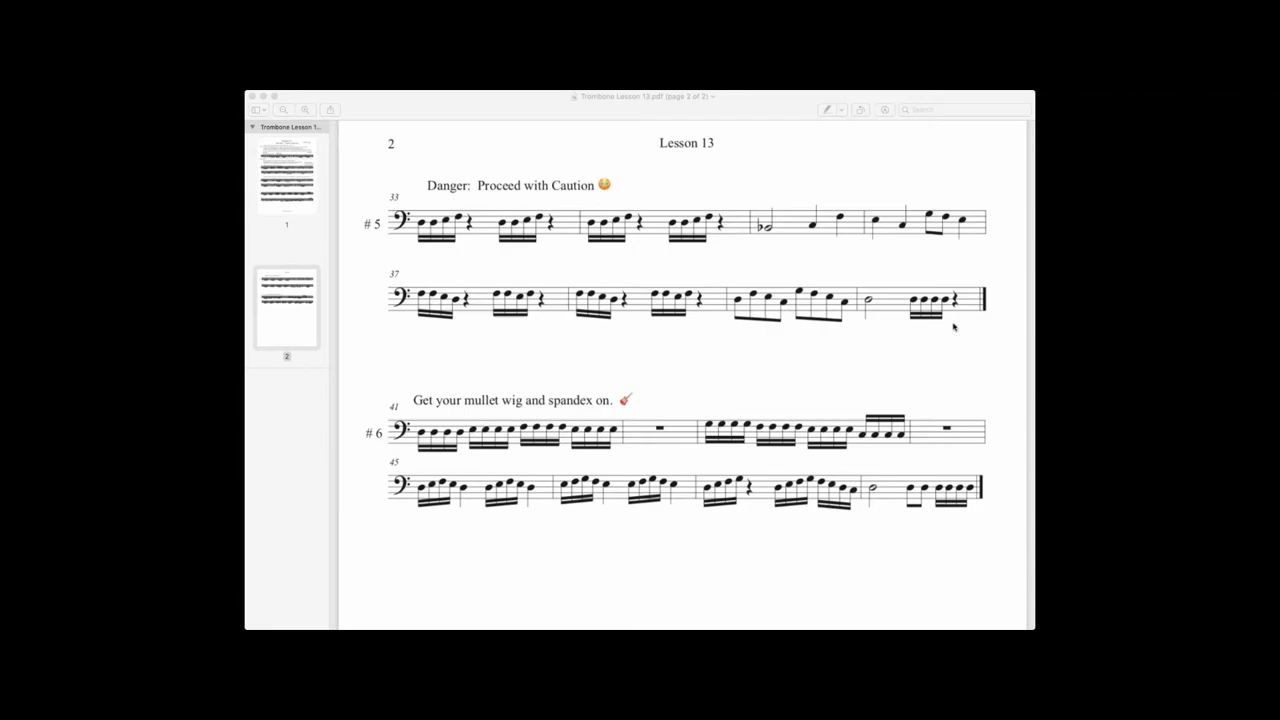 Trombone Lesson 13.pdf (page 2 of 2)
Search
Trombone Lesson 1...
1
2
2 Lesson 13
Danger: Proceed with Caution
33
# 5
37
Get your mullet wig and spandex on.
41
# 6
45